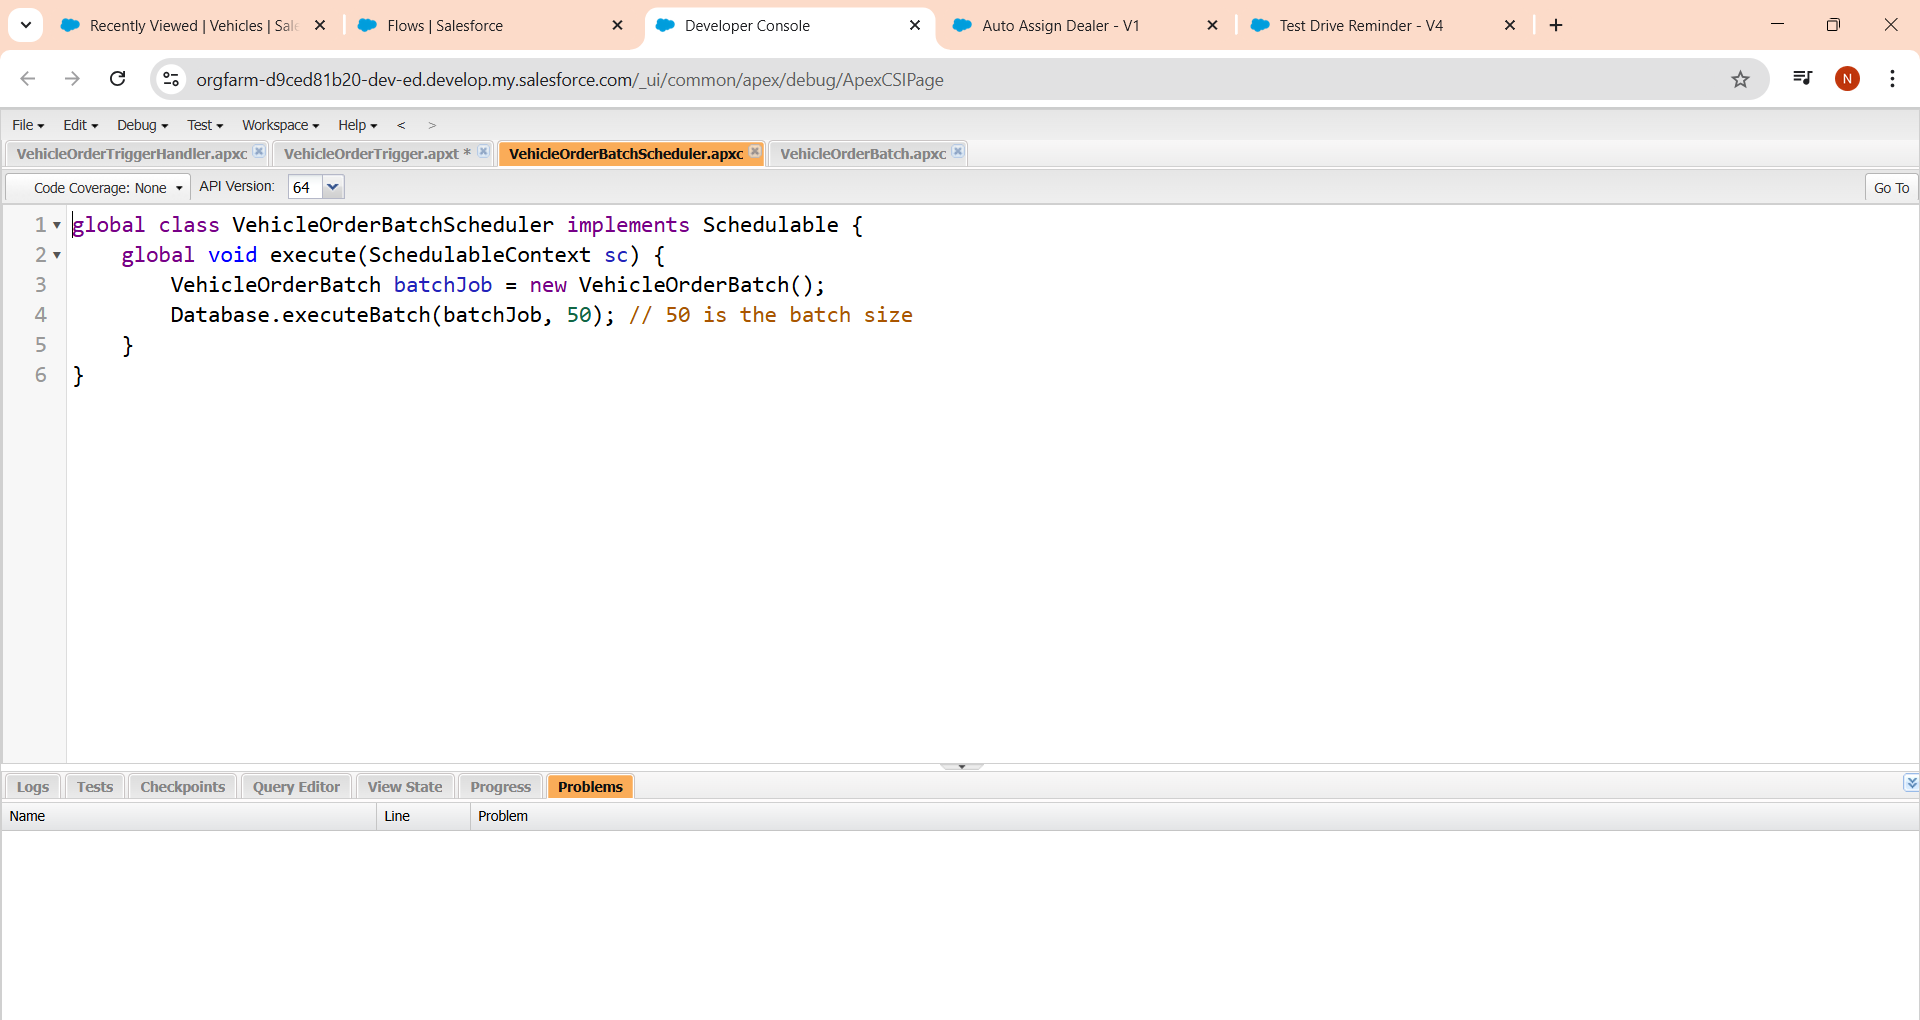 Recently Viewed | Vehicles | Sale
Flows | Salesforce
Developer Console
Auto Assign Dealer - V1
Test Drive Reminder - V4
orgfarm-d9ced81b20-dev-ed.develop.my.salesforce.com/_ui/common/apex/debug/ApexCSIPage
N
File Edit Debug Test Workspace Help < >
VehicleOrderTriggerHandler.apxc
VehicleOrderTrigger.apxt *
VehicleOrderBatchScheduler.apxc
VehicleOrderBatch.apxc
Code Coverage: None API Version: 64 Go To
1 global class VehicleOrderBatchScheduler implements Schedulable {
2 global void execute(SchedulableContext sc) {
3 VehicleOrderBatch batchJob = new VehicleOrderBatch();
4 Database.executeBatch(batchJob, 50); // 50 is the batch size
5 }
6 }
Logs Tests Checkpoints Query Editor View State Progress Problems
Name Line Problem